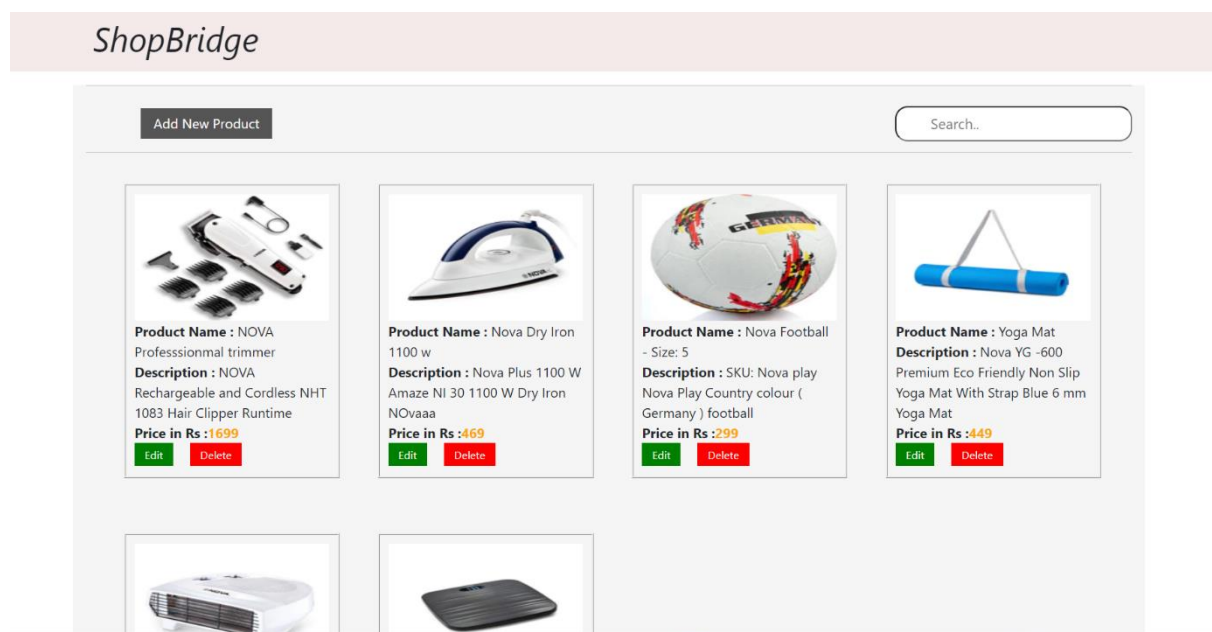 ShopBridge
Add New Product
Search..
GERMANY
NOVA
Product Name : NOVA
Professsionmal trimmer
Description : NOVA
Rechargeable and Cordless NHT
1083 Hair Clipper Runtime
Price in Rs :1699
Edit Delete
Product Name : Nova Dry Iron
1100 w
Description : Nova Plus 1100 W
Amaze NI 30 1100 W Dry Iron
NOvaaa
Price in Rs :469
Edit Delete
Product Name : Nova Football
- Size: 5
Description : SKU: Nova play
Nova Play Country colour (
Germany ) football
Price in Rs :299
Edit Delete
Product Name : Yoga Mat
Description : Nova YG -600
Premium Eco Friendly Non Slip
Yoga Mat With Strap Blue 6 mm
Yoga Mat
Price in Rs :449
Edit Delete
NOVA